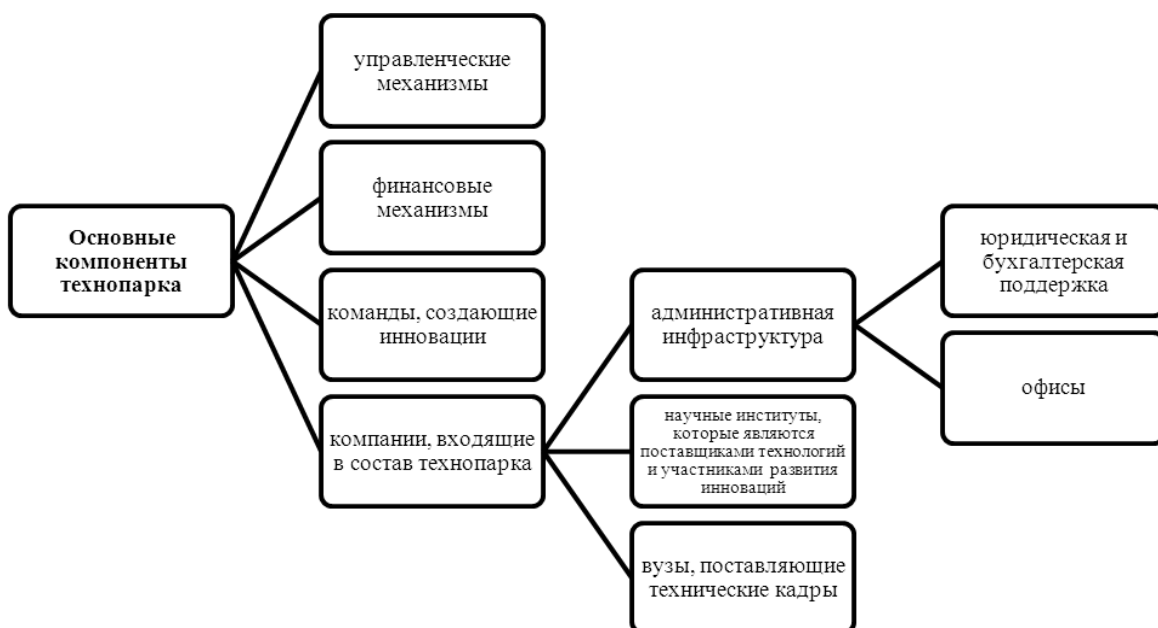 Основные
компоненты
технопарка
управленческие
механизмы
финансовые
механизмы
команды, создающие
инновации
компании, входящие
в состав технопарка
административная
инфраструктура
научные институты,
которые являются
поставщиками технологий
и участниками развития
инноваций
вузы, поставляющие
технические кадры
юридическая и
бухгалтерская
поддержка
офисы